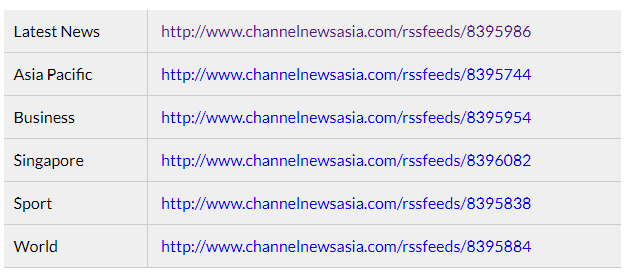 Latest News http://www.channelnewsasia.com/rssfeeds/8395986
Asia Pacific http://www.channelnewsasia.com/rssfeeds/8395744
Business http://www.channelnewsasia.com/rssfeeds/8395954
Singapore http://www.channelnewsasia.com/rssfeeds/8396082
Sport http://www.channelnewsasia.com/rssfeeds/8395838
World http://www.channelnewsasia.com/rssfeeds/8395884